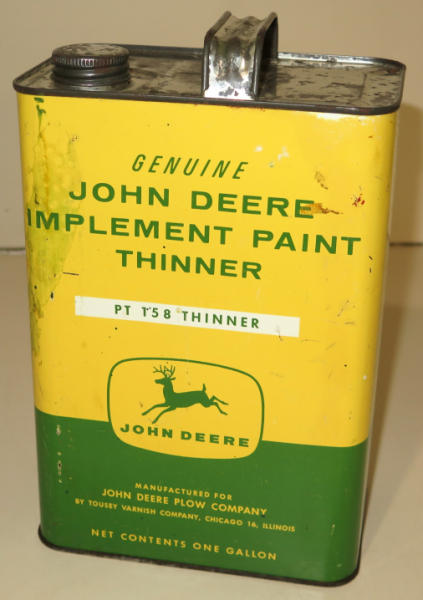 GENUINE
JOHN DEERE
IMPLEMENT PAINT
THINNER
PT 158 THINNER
JOHN DEERE
MANUFACTURED FOR
JOHN DEERE PLOW COMPANY
BY TOUSEY VARNISH COMPANY, CHICAGO 16, ILLINOIS
NET CONTENTS ONE GALLON